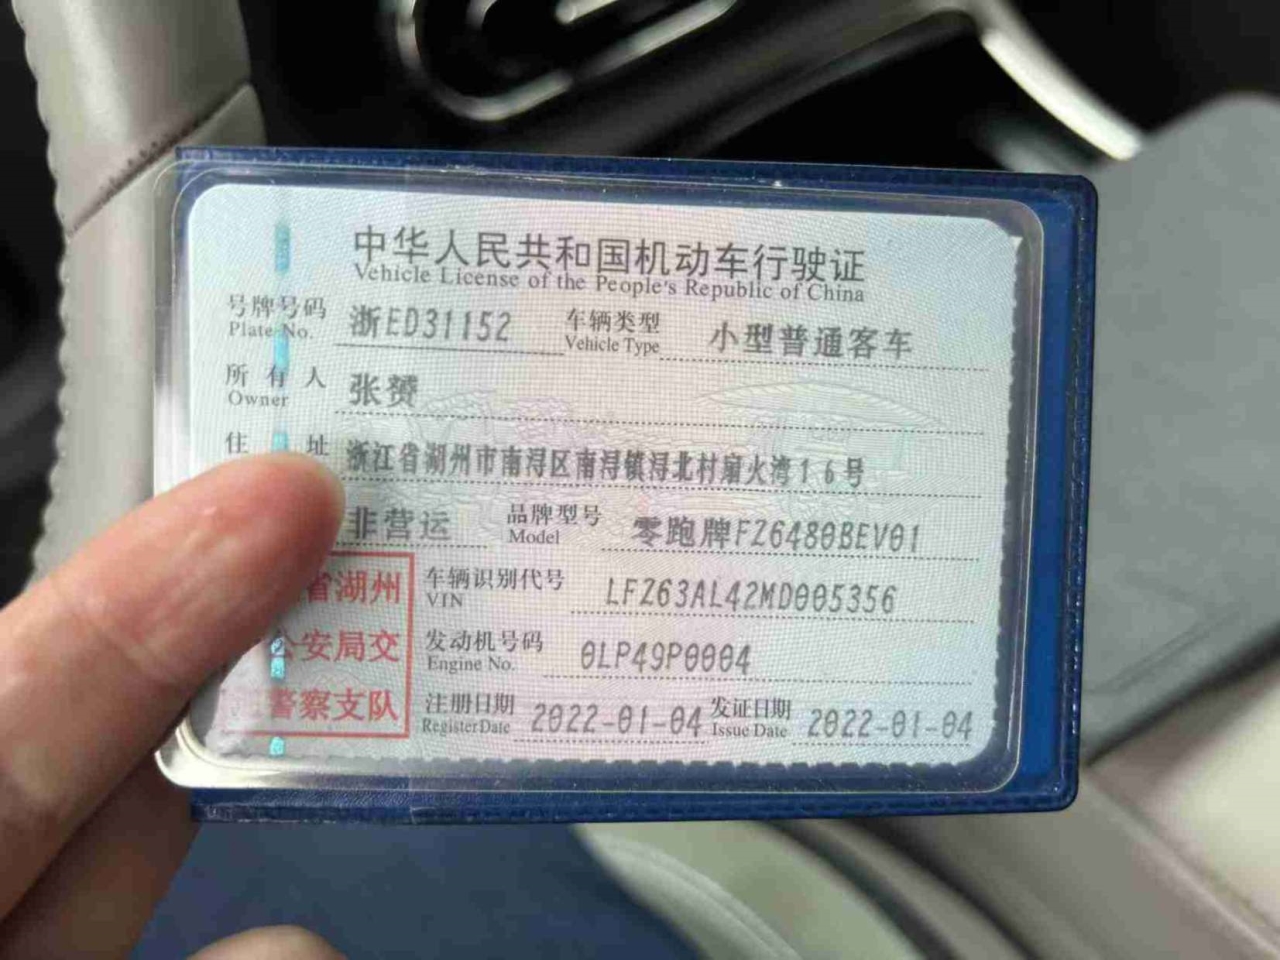 中华人民共和国机动车行驶证
Vehicle License of the People's Republic of China
号牌号码 浙ED31152 车辆类型 小型普通客车
Plate No. Vehicle Type
所有人 张赟
Owner
住址 浙江省湖州市南浔区南浔镇浔北村扇火湾16号
非营运 品牌型号 零跑牌FZ6480BEV01
Model
省湖州 车辆识别代号 LFZ63AL42MD005356
VIN
公安局交 发动机号码 0LP49P0004
Engine No.
警察支队 注册日期 2022-01-04 发证日期 2022-01-04
Register Date Issue Date